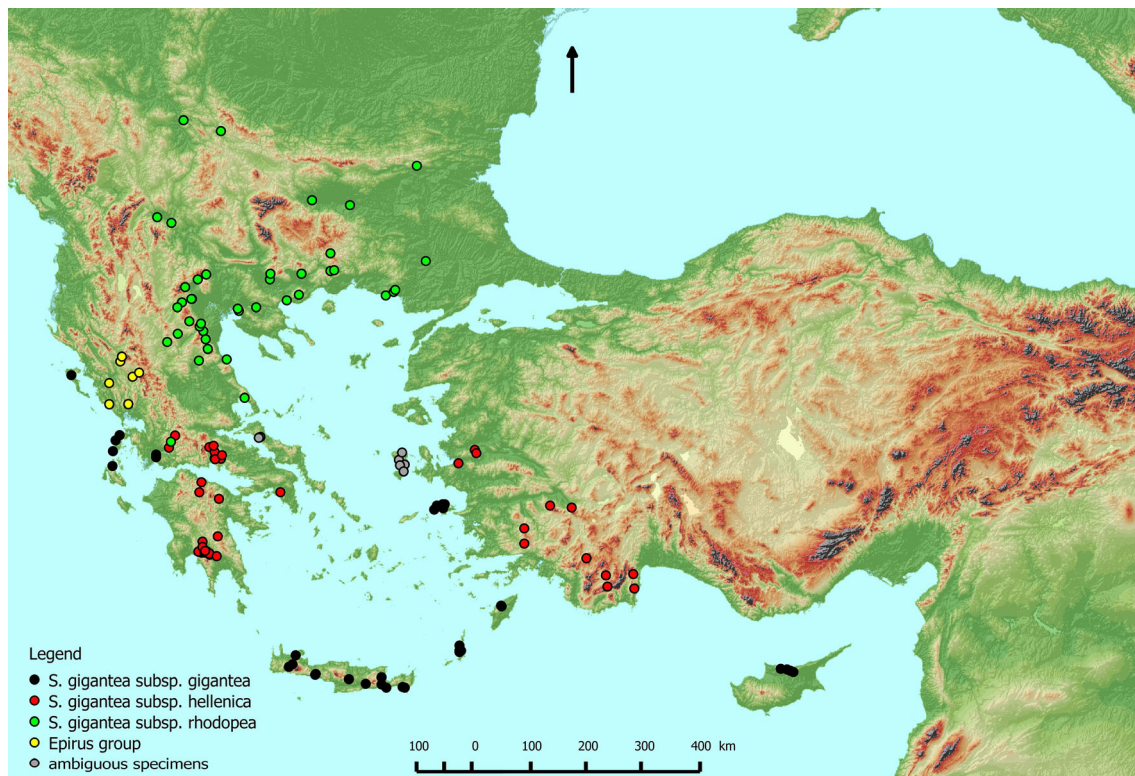 Legend
S. gigantea subsp. gigantea
S. gigantea subsp. hellenica
S. gigantea subsp. rhodopea
Epirus group
ambiguous specimens
100 0 100 200 300 400 km